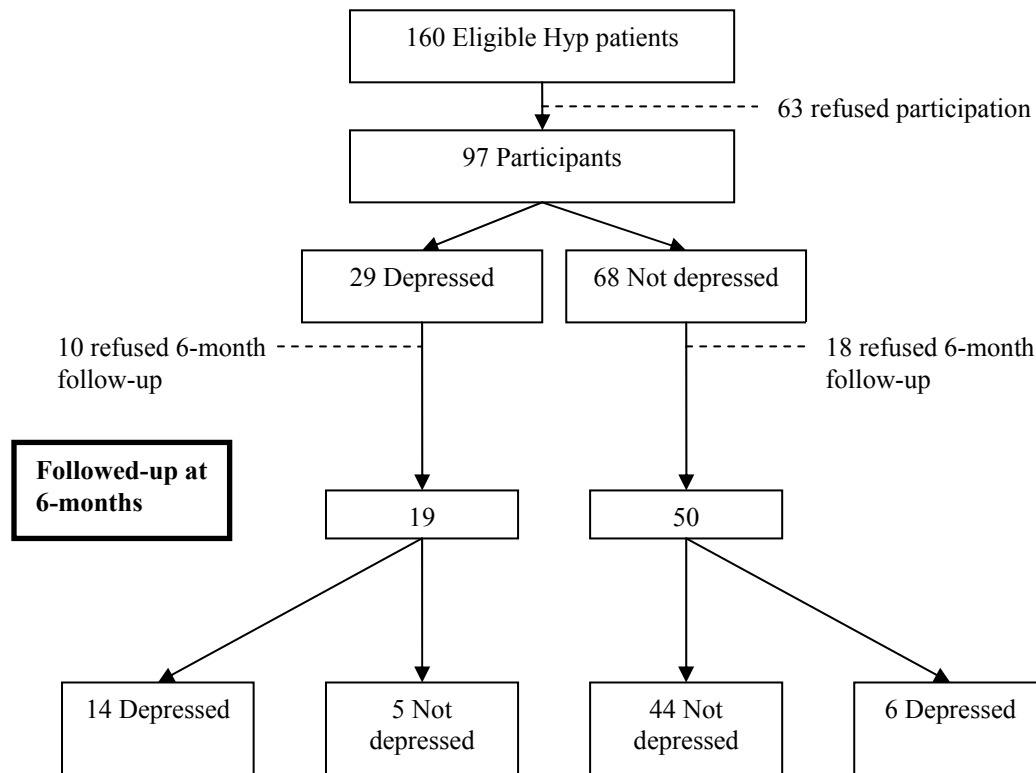 160 Eligible Hyp patients
63 refused participation
97 Participants
29 Depressed
68 Not depressed
10 refused 6-month
follow-up
18 refused 6-month
follow-up
Followed-up at
6-months
19
50
14 Depressed
5 Not
depressed
44 Not
depressed
6 Depressed